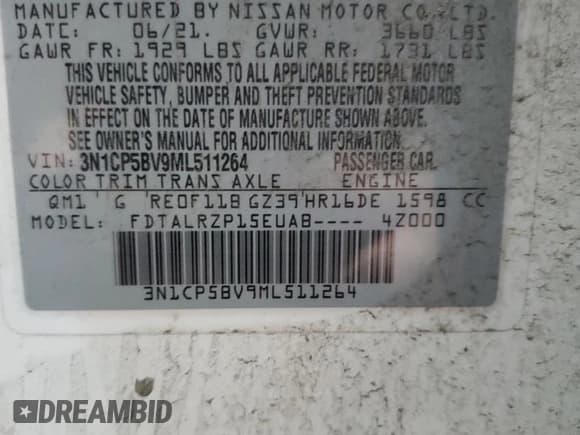 MANUFACTURED BY NISSAN MOTOR CO., LTD.
DATE: 06/21. GVWR: 3660 LBS
GAWR FR: 1929 LBS GAWR RR: 1731 LBS
THIS VEHICLE CONFORMS TO ALL APPLICABLE FEDERAL MOTOR
VEHICLE SAFETY, BUMPER AND THEFT PREVENTION STANDARDS
IN EFFECT ON THE DATE OF MANUFACTURE SHOWN ABOVE.
SEE OWNER'S MANUAL FOR ADDITIONAL INFORMATION.
VIN: 3N1CP5BV9ML511264 PASSENGER CAR
COLOR TRIM TRANS AXLE ENGINE
QM1 G RE0F11B GZ39 HR16DE 1598 CC
MODEL: FDTALRZP15EUAB---- 4Z000
3N1CP5BV9ML511264
DREAMBID